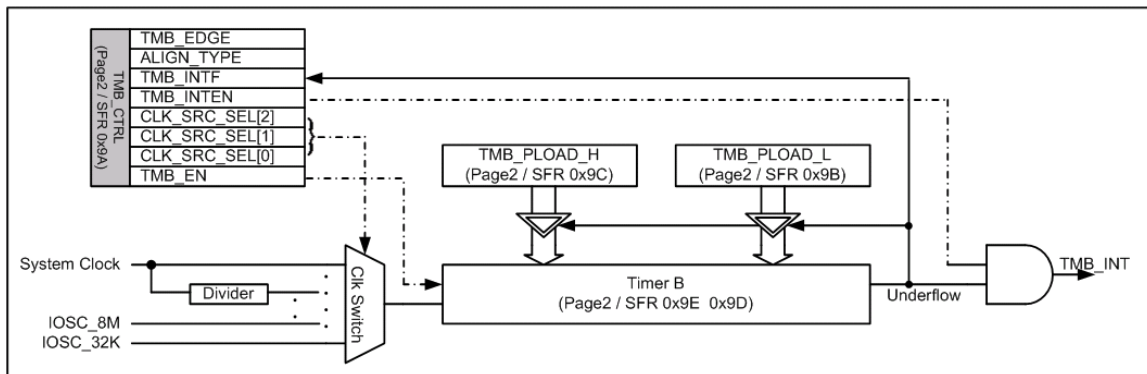 TMB_CTRL
(Page2 / SFR 0x9A)
TMB_EDGE
ALIGN_TYPE
TMB_INTF
TMB_INTEN
CLK_SRC_SEL[2]
CLK_SRC_SEL[1]
CLK_SRC_SEL[0]
TMB_EN
TMB_PLOAD_H
(Page2 / SFR 0x9C)
TMB_PLOAD_L
(Page2 / SFR 0x9B)
System Clock
Divider
IOSC_8M
IOSC_32K
Clk Switch
Timer B
(Page2 / SFR 0x9E 0x9D)
Underflow
TMB_INT